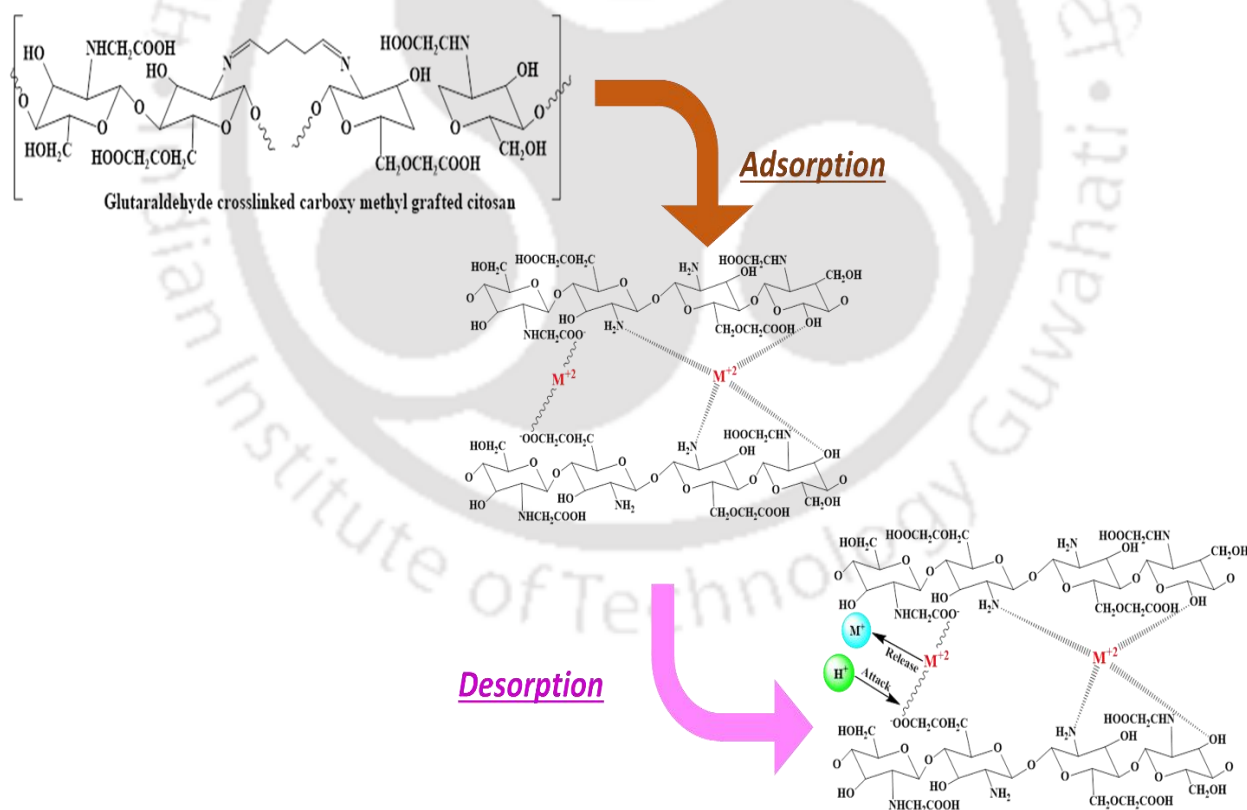 HO
NHCH₂COOH
HO
N
N
HOOCH₂CHN
OH
OH
O
O
O
O
O
O
O
O
HOH₂C
HOOCH₂COH₂C
CH₂OCH₂COOH
CH₂OH
Glutaraldehyde crosslinked carboxy methyl grafted citosan
Adsorption
HOH₂C
HOOCH₂COH₂C
H₂N
HOOCH₂CHN
OH
CH₂OH
O
O
O
O
O
O
O
O
O
HO
HO
NHCH₂COO⁻
H₂N
CH₂OCH₂COOH
OH
M⁺²
M⁺²
⁻OOCH₂COH₂C
HOH₂C
H₂N
OH
HOOCH₂CHN
OH
O
O
O
O
O
O
O
O
O
HO
HO
NHCH₂COOH
NH₂
CH₂OCH₂COOH
CH₂OH
Desorption
HOH₂C
HOOCH₂COH₂C
H₂N
HOOCH₂CHN
OH
CH₂OH
O
O
O
O
O
O
O
O
O
HO
HO
NHCH₂COO⁻
H₂N
CH₂OCH₂COOH
OH
M⁺
Release
M⁺²
M⁺²
H⁺
Attack
⁻OOCH₂COH₂C
HOH₂C
H₂N
OH
HOOCH₂CHN
OH
O
O
O
O
O
O
O
O
O
HO
HO
NHCH₂COOH
NH₂
CH₂OCH₂COOH
CH₂OH
Indian Institute of Technology Guwahati